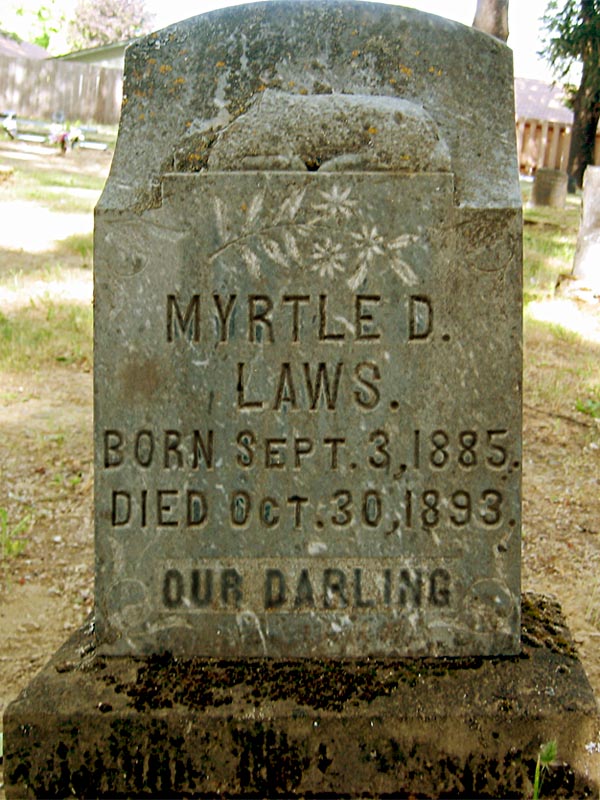 MYRTLE D.
LAWS.
BORN SEPT. 3, 1885.
DIED OCT. 30, 1893.
OUR DARLING